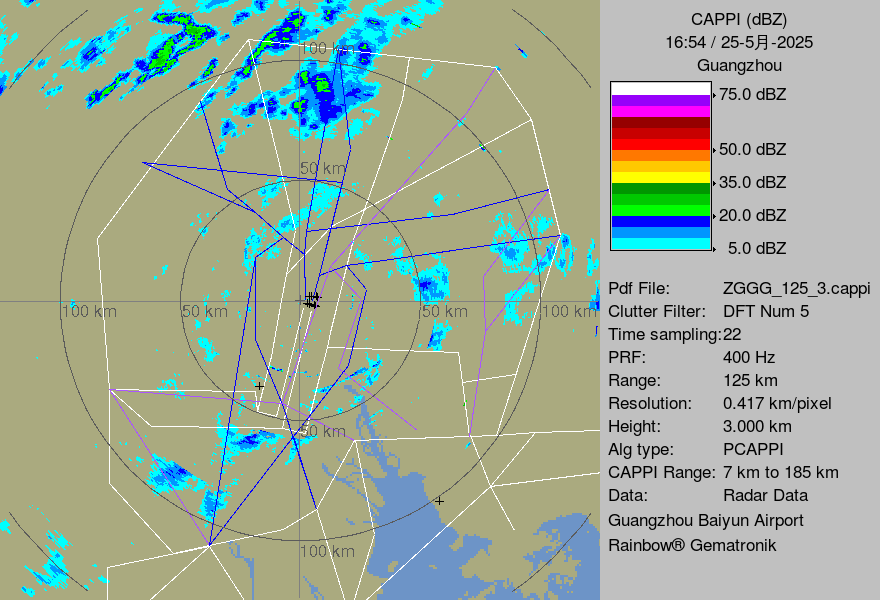 CAPPI (dBZ)
16:54 / 25-5月-2025
Guangzhou
75.0 dBZ
50.0 dBZ
35.0 dBZ
20.0 dBZ
5.0 dBZ
Pdf File: ZGGG_125_3.cappi
Clutter Filter: DFT Num 5
Time sampling:22
PRF: 400 Hz
Range: 125 km
Resolution: 0.417 km/pixel
Height: 3.000 km
Alg type: PCAPPI
CAPPI Range: 7 km to 185 km
Data: Radar Data
Guangzhou Baiyun Airport
Rainbow® Gematronik
100 km
50 km
100 km 50 km 50 km 100 km
50 km
100 km